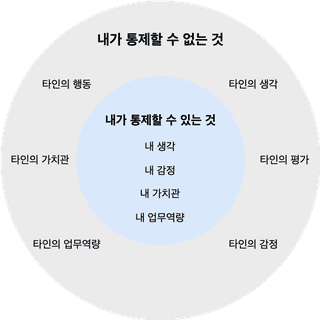 내가 통제할 수 없는 것
타인의 행동
타인의 생각
내가 통제할 수 있는 것
내 생각
타인의 가치관
타인의 평가
내 감정
내 가치관
내 업무역량
타인의 업무역량
타인의 감정